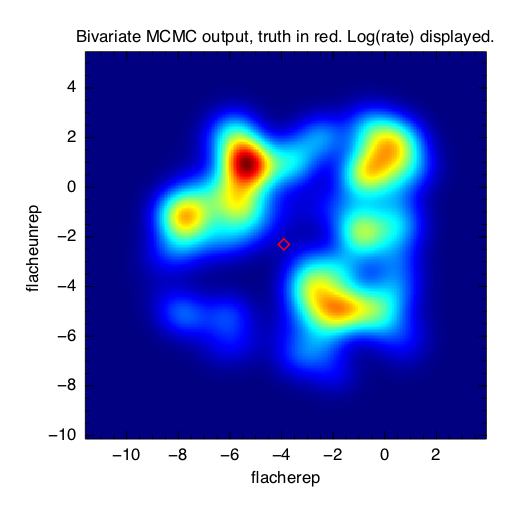 Bivariate MCMC output, truth in red. Log(rate) displayed.
4
2
0
−2
−4
−6
−8
−10
flacheunrep
−10 −8 −6 −4 −2 0 2
flacherep